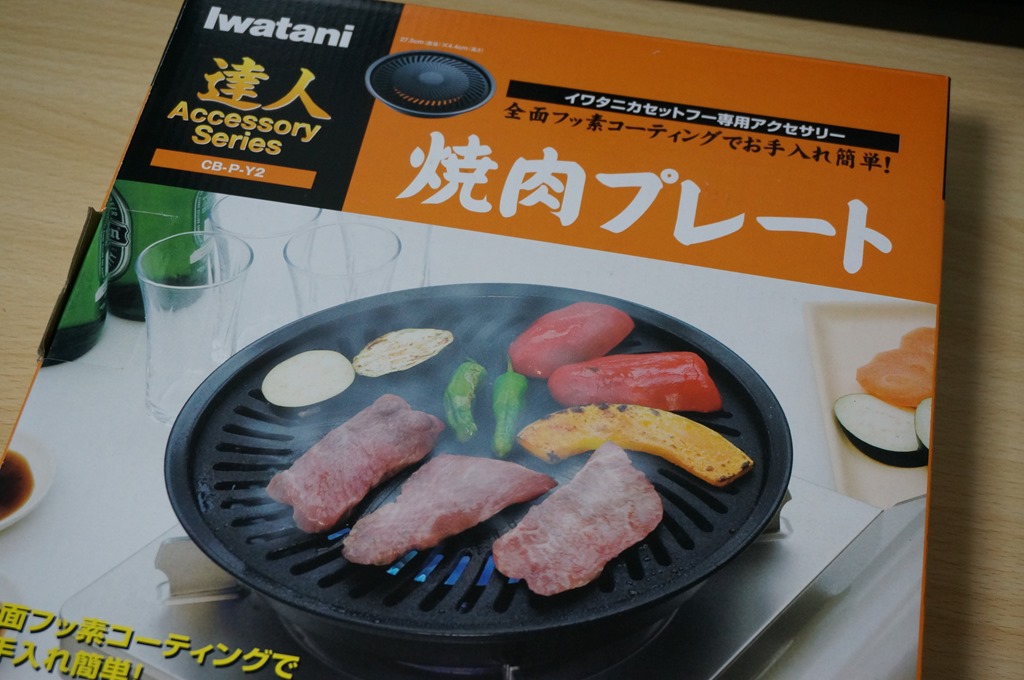 Iwatani
達人
Accessory
Series
CB-P-Y2
イワタニカセットフー専用アクセサリー
全面フッ素コーティングでお手入れ簡単!
焼肉プレート
面フッ素コーティングで
手入れ簡単!